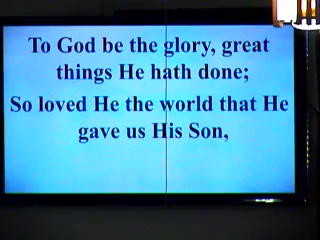 To God be the glory, great
things He hath done;
So loved He the world that He
gave us His Son,